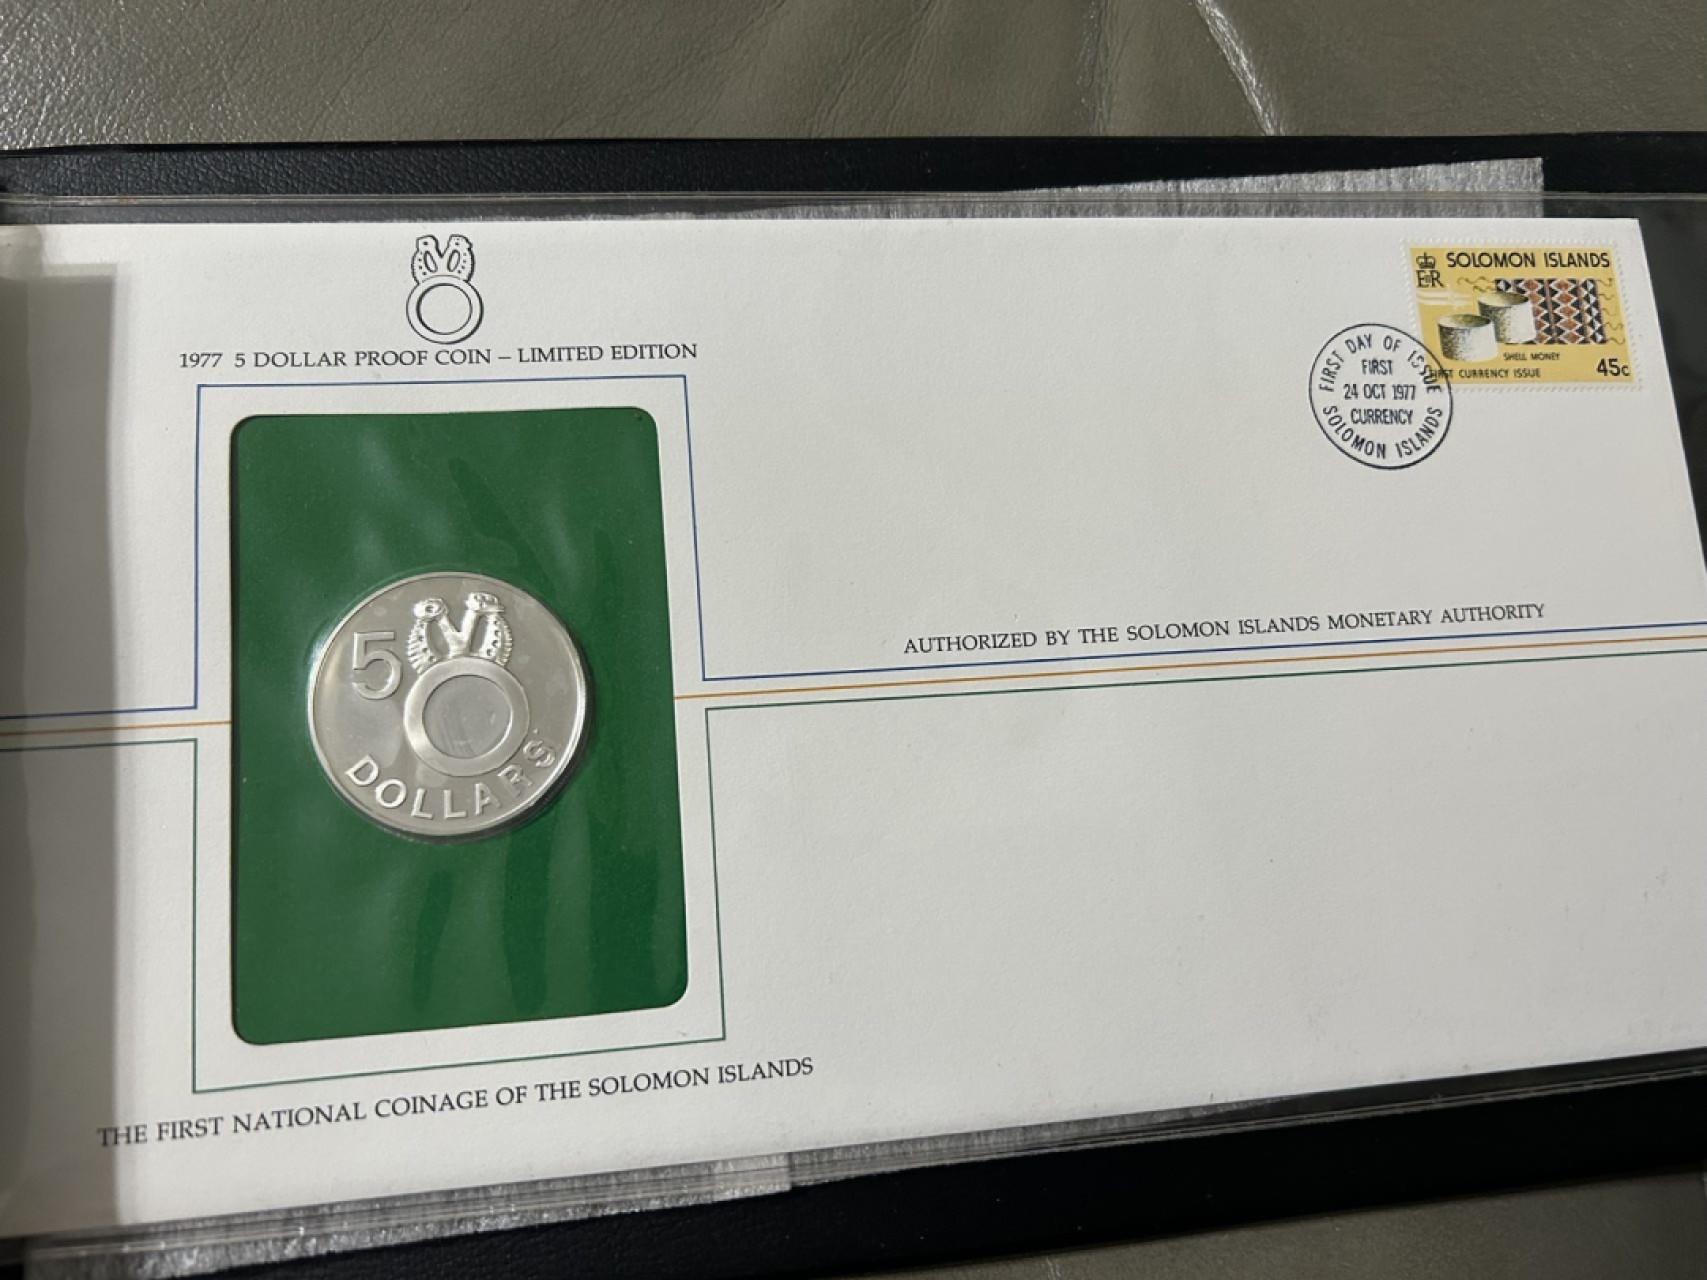 1977 5 DOLLAR PROOF COIN – LIMITED EDITION
SOLOMON ISLANDS
E II R
SHELL MONEY
FIRST CURRENCY ISSUE
45c
FIRST DAY OF ISSUE
FIRST
24 OCT 1977
CURRENCY
SOLOMON ISLANDS
AUTHORIZED BY THE SOLOMON ISLANDS MONETARY AUTHORITY
5
DOLLARS
THE FIRST NATIONAL COINAGE OF THE SOLOMON ISLANDS